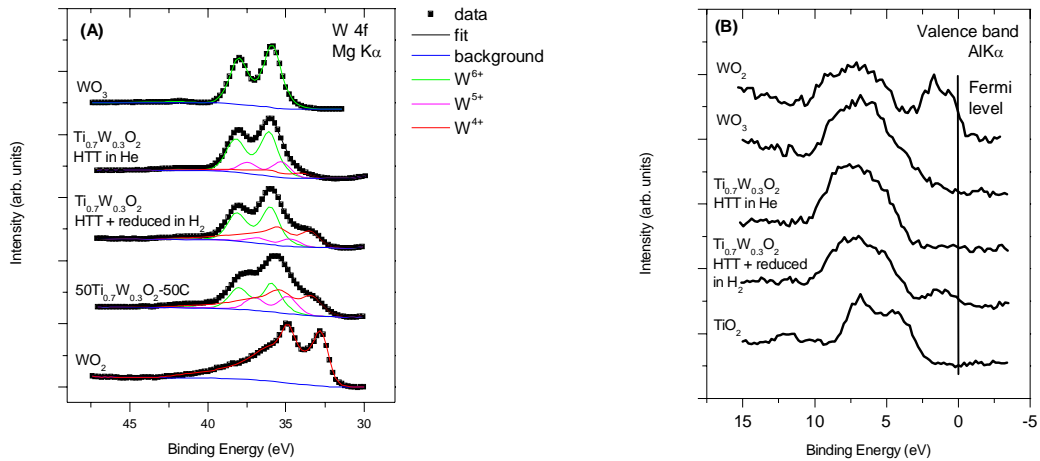 (A)
W 4f
Mg Kα
WO₃
Ti₀.₇W₀.₃O₂
HTT in He
Ti₀.₇W₀.₃O₂
HTT + reduced in H₂
50Ti₀.₇W₀.₃O₂-50C
WO₂
Intensity (arb. units)
45 40 35 30
Binding Energy (eV)
data
fit
background
W⁶⁺
W⁵⁺
W⁴⁺
(B)
Valence band
AlKα
Fermi
level
WO₂
WO₃
Ti₀.₇W₀.₃O₂
HTT in He
Ti₀.₇W₀.₃O₂
HTT + reduced
in H₂
TiO₂
Intensity (arb. units)
15 10 5 0 -5
Binding Energy (eV)